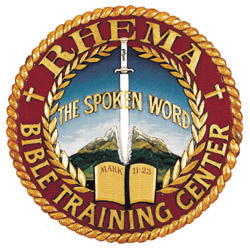 RHEMA
THE SPOKEN WORD
MARK 11:23
BIBLE TRAINING CENTER